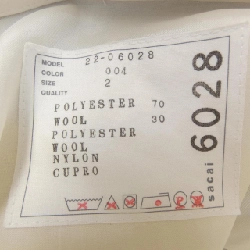 MODEL 22-06028
COLOR 004
SIZE 2
QUALITY
POLYESTER 70
WOOL 30
POLYESTER
WOOL
NYLON
CUPRO
sacai 6028